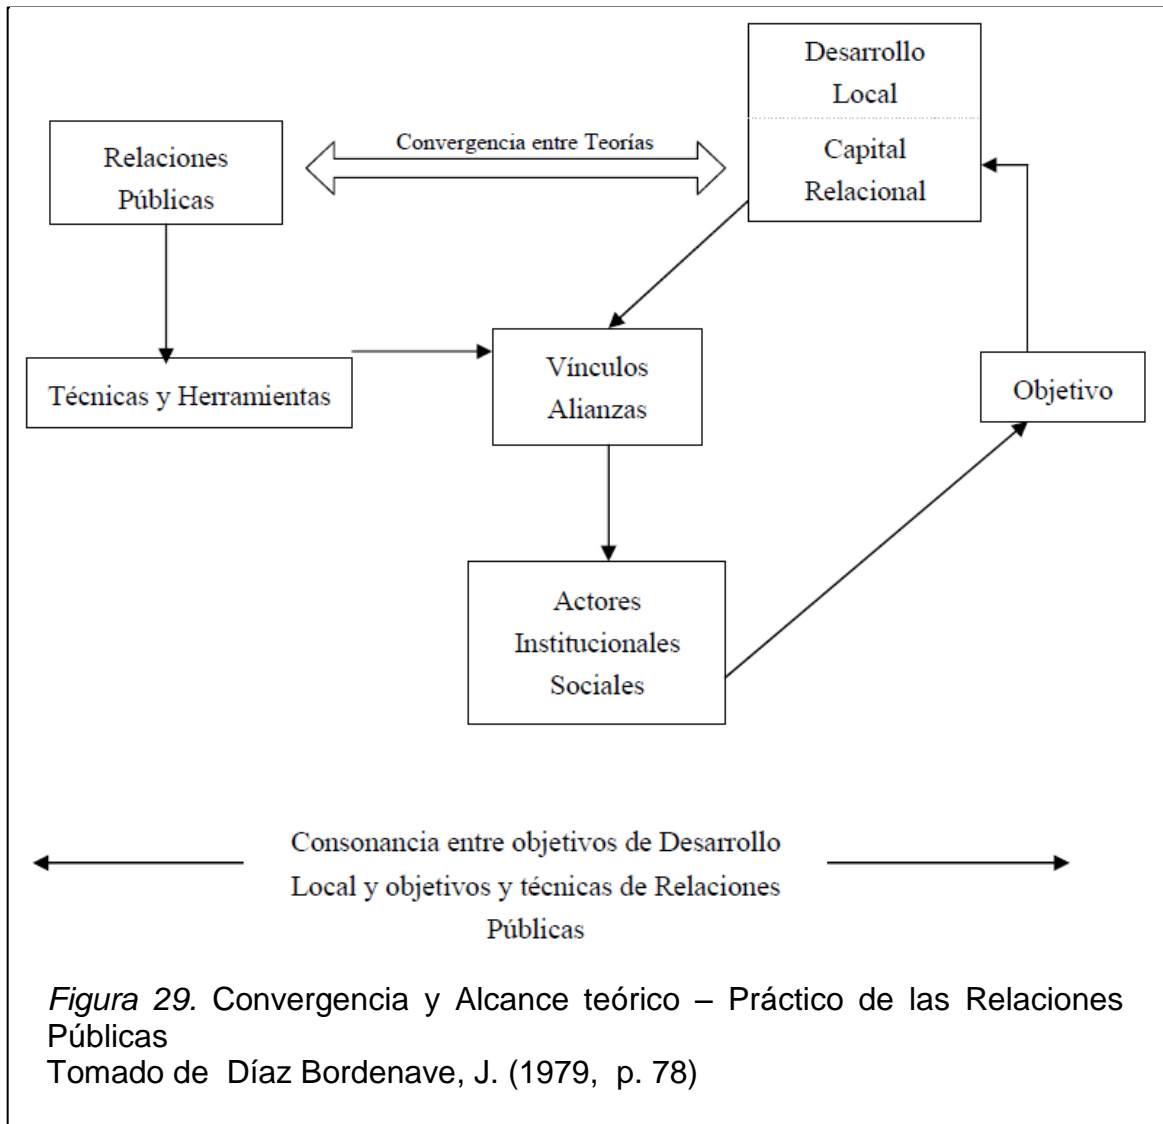 Desarrollo
Local
Capital
Relacional
Convergencia entre Teorías
Relaciones
Públicas
Técnicas y Herramientas
Vínculos
Alianzas
Objetivo
Actores
Institucionales
Sociales
Consonancia entre objetivos de Desarrollo
Local y objetivos y técnicas de Relaciones
Públicas
Figura 29. Convergencia y Alcance teórico – Práctico de las Relaciones
Públicas
Tomado de Díaz Bordenave, J. (1979, p. 78)